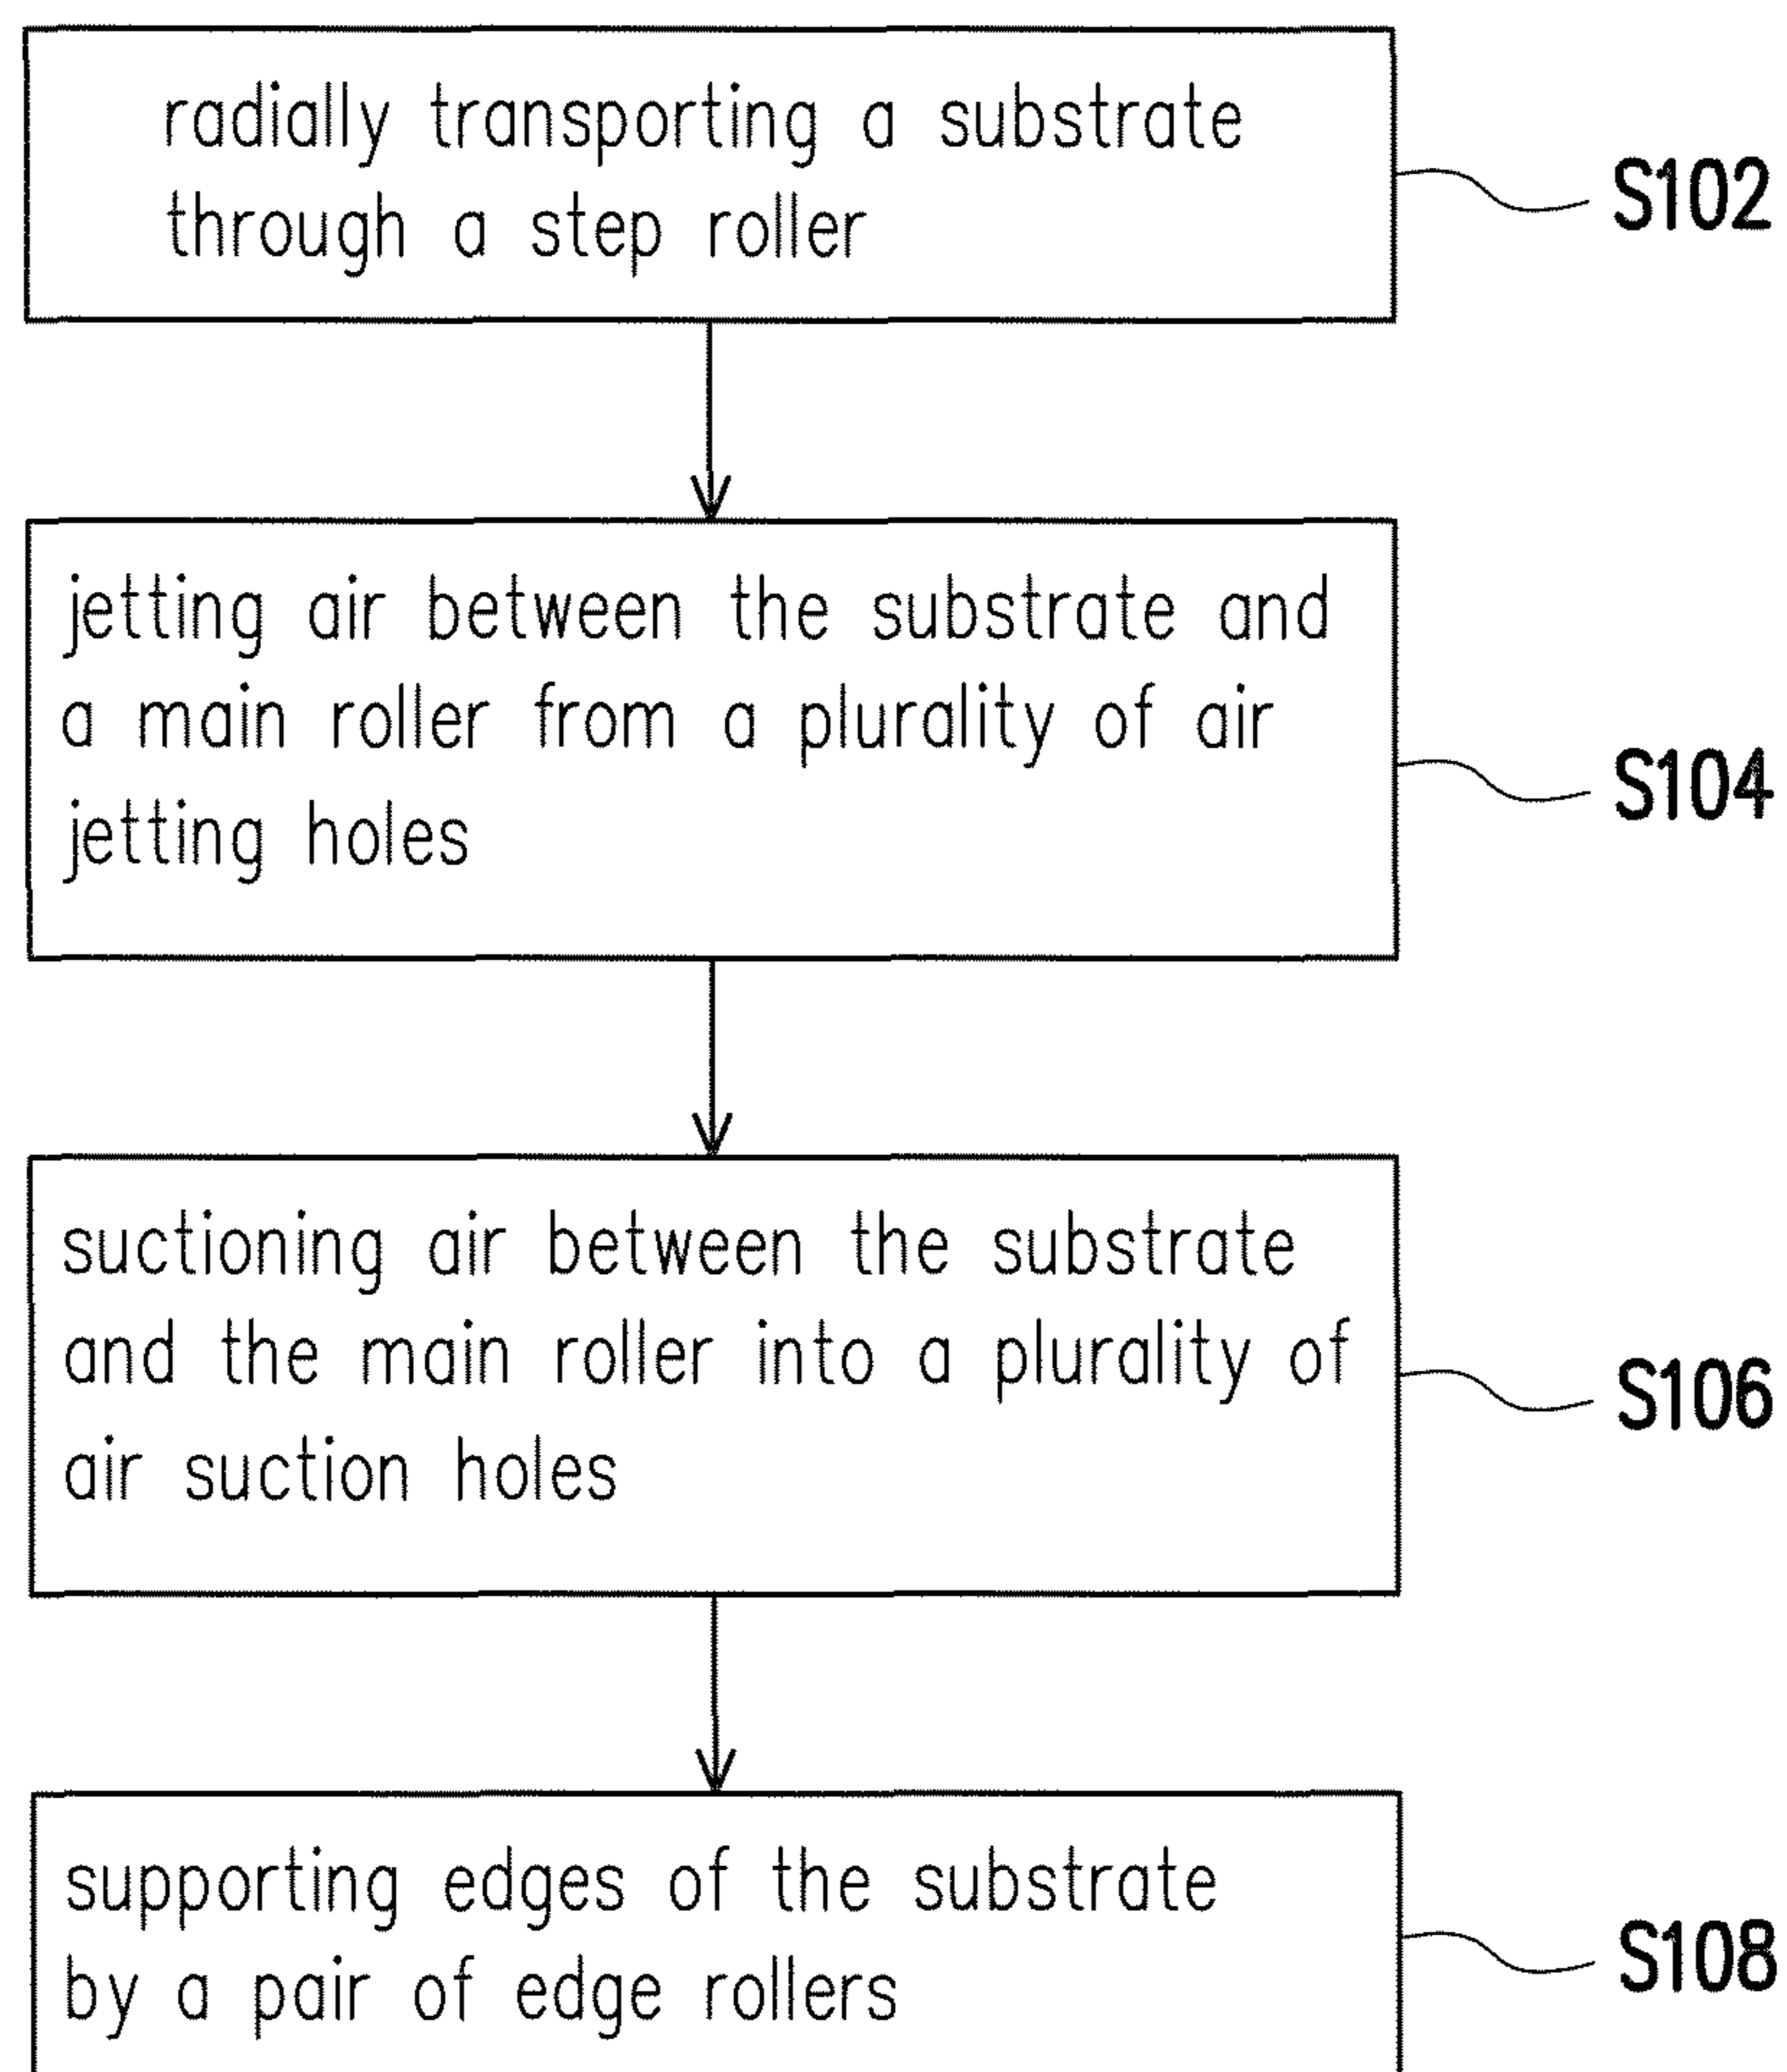 radially transporting a substrate
through a step roller
S102
jetting air between the substrate and
a main roller from a plurality of air
jetting holes
S104
suctioning air between the substrate
and the main roller into a plurality of
air suction holes
S106
supporting edges of the substrate
by a pair of edge rollers
S108